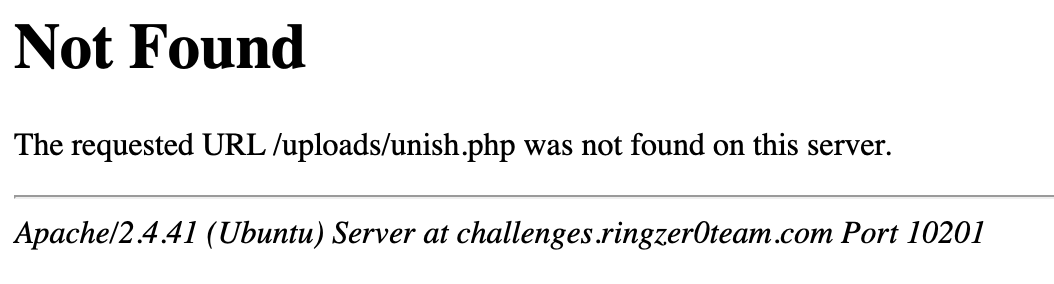 Not Found
The requested URL /uploads/unish.php was not found on this server.
Apache/2.4.41 (Ubuntu) Server at challenges.ringzer0team.com Port 10201